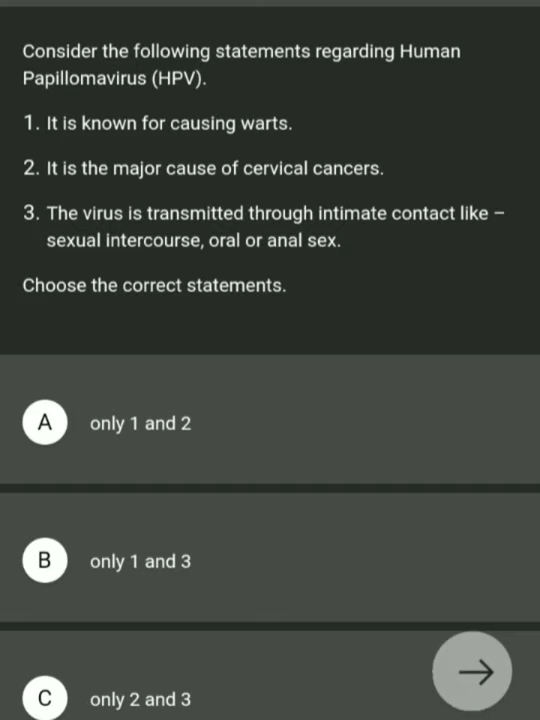 Consider the following statements regarding Human
Papillomavirus (HPV).
1. It is known for causing warts.
2. It is the major cause of cervical cancers.
3. The virus is transmitted through intimate contact like –
sexual intercourse, oral or anal sex.
Choose the correct statements.
A only 1 and 2
B only 1 and 3
C only 2 and 3